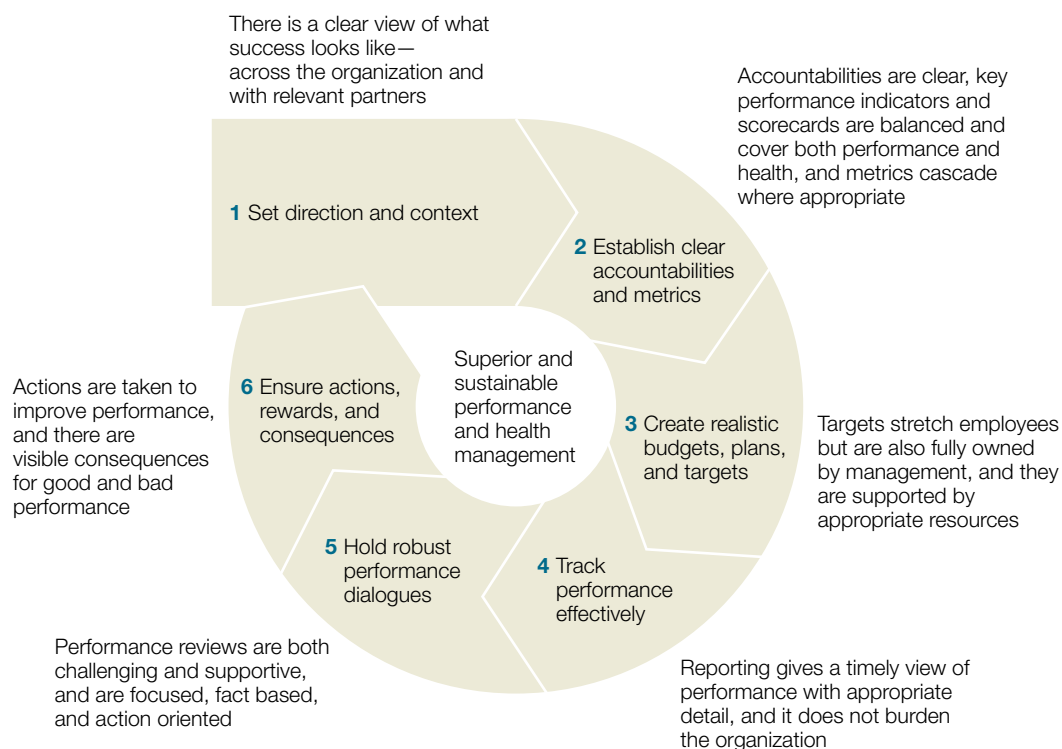 There is a clear view of what
success looks like—
across the organization and
with relevant partners
Accountabilities are clear, key
performance indicators and
scorecards are balanced and
cover both performance and
health, and metrics cascade
where appropriate
1 Set direction and context
2 Establish clear
accountabilities
and metrics
Superior and
sustainable
performance
and health
management
3 Create realistic
budgets, plans,
and targets
Targets stretch employees
but are also fully owned
by management, and they
are supported by
appropriate resources
4 Track
performance
effectively
Reporting gives a timely view of
performance with appropriate
detail, and it does not burden
the organization
5 Hold robust
performance
dialogues
Performance reviews are both
challenging and supportive,
and are focused, fact based,
and action oriented
6 Ensure actions,
rewards, and
consequences
Actions are taken to
improve performance,
and there are
visible consequences
for good and bad
performance